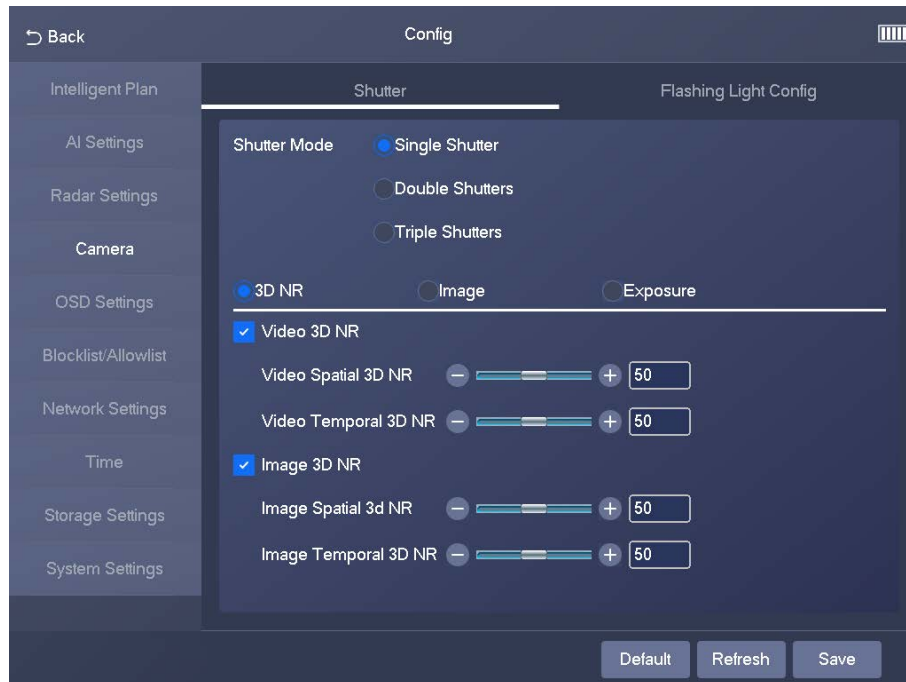 Back
Config
Intelligent Plan
AI Settings
Radar Settings
Camera
OSD Settings
Blocklist/Allowlist
Network Settings
Time
Storage Settings
System Settings
Shutter
Flashing Light Config
Shutter Mode
Single Shutter
Double Shutters
Triple Shutters
3D NR
Image
Exposure
Video 3D NR
Video Spatial 3D NR 50
Video Temporal 3D NR 50
Image 3D NR
Image Spatial 3d NR 50
Image Temporal 3D NR 50
Default
Refresh
Save